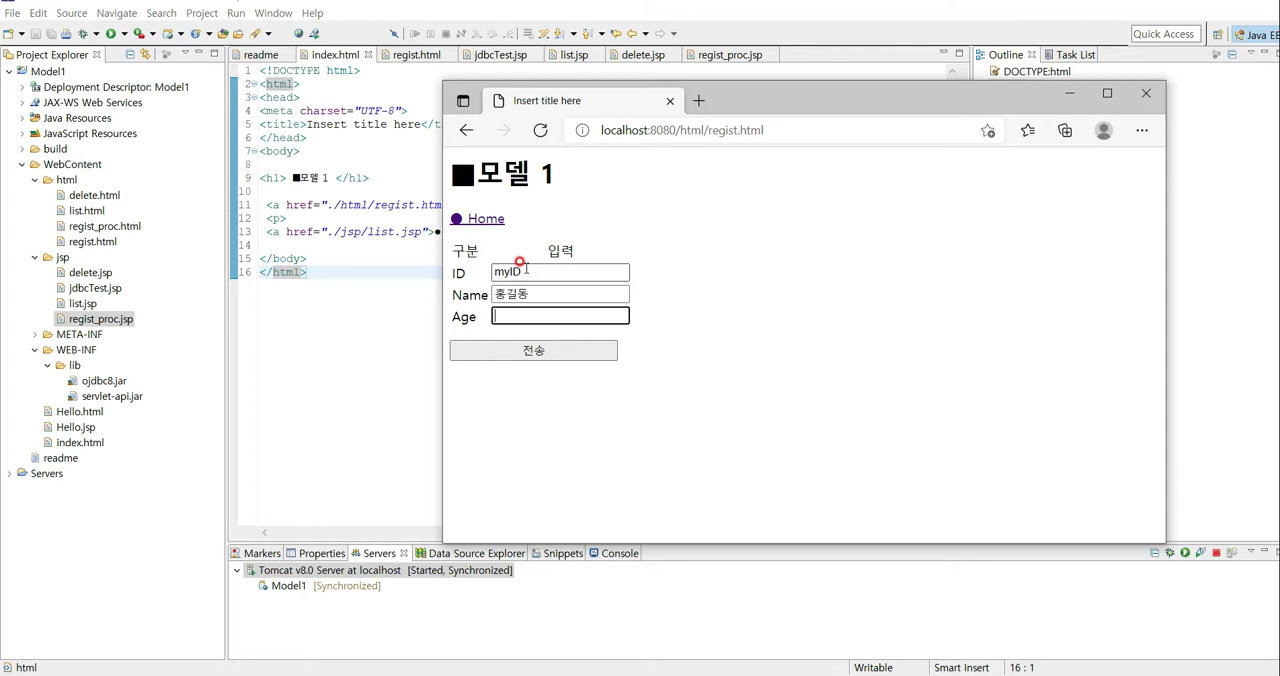 File Edit Source Navigate Search Project Run Window Help
Quick Access
Java EE
Project Explorer
readme
index.html
regist.html
jdbcTest.jsp
list.jsp
delete.jsp
regist_proc.jsp
Outline
Task List
Model1
Deployment Descriptor: Model1
JAX-WS Web Services
Java Resources
JavaScript Resources
build
WebContent
html
delete.html
list.html
regist_proc.html
regist.html
jsp
delete.jsp
jdbcTest.jsp
list.jsp
regist_proc.jsp
META-INF
WEB-INF
lib
ojdbc8.jar
servlet-api.jar
Hello.html
Hello.jsp
index.html
readme
Servers
1 <!DOCTYPE html>
2 <html>
3 <head>
4 <meta charset="UTF-8">
5 <title>Insert title here</t
6 </head>
7 <body>
8
9 <h1> ■모델 1 </h1>
10
11 <a href="./html/regist.htm
12 <p>
13 <a href="./jsp/list.jsp">●
14
15 </body>
16 </html>
DOCTYPE:html
Insert title here
localhost:8080/html/regist.html
■모델 1
● Home
구분 입력
ID myID
Name 홍길동
Age
전송
Markers Properties Servers Data Source Explorer Snippets Console
Tomcat v8.0 Server at localhost [Started, Synchronized]
Model1 [Synchronized]
html
Writable
Smart Insert
16 : 1